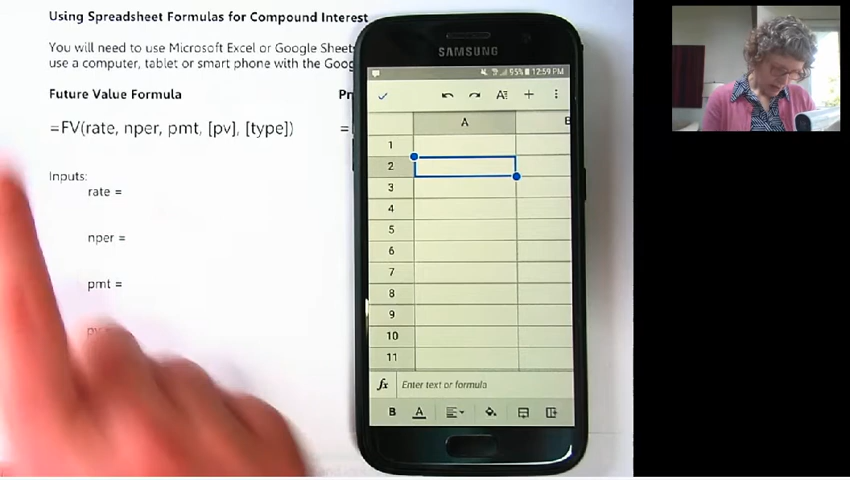 Using Spreadsheet Formulas for Compound Interest
You will need to use Microsoft Excel or Google Sheets
use a computer, tablet or smart phone with the Goog
Future Value Formula
=FV(rate, nper, pmt, [pv], [type])
=
Inputs:
rate =
nper =
pmt =
SAMSUNG
95% 12:59 PM
A
A B
1
2
3
4
5
6
7
8
9
10
11
fx Enter text or formula
B A